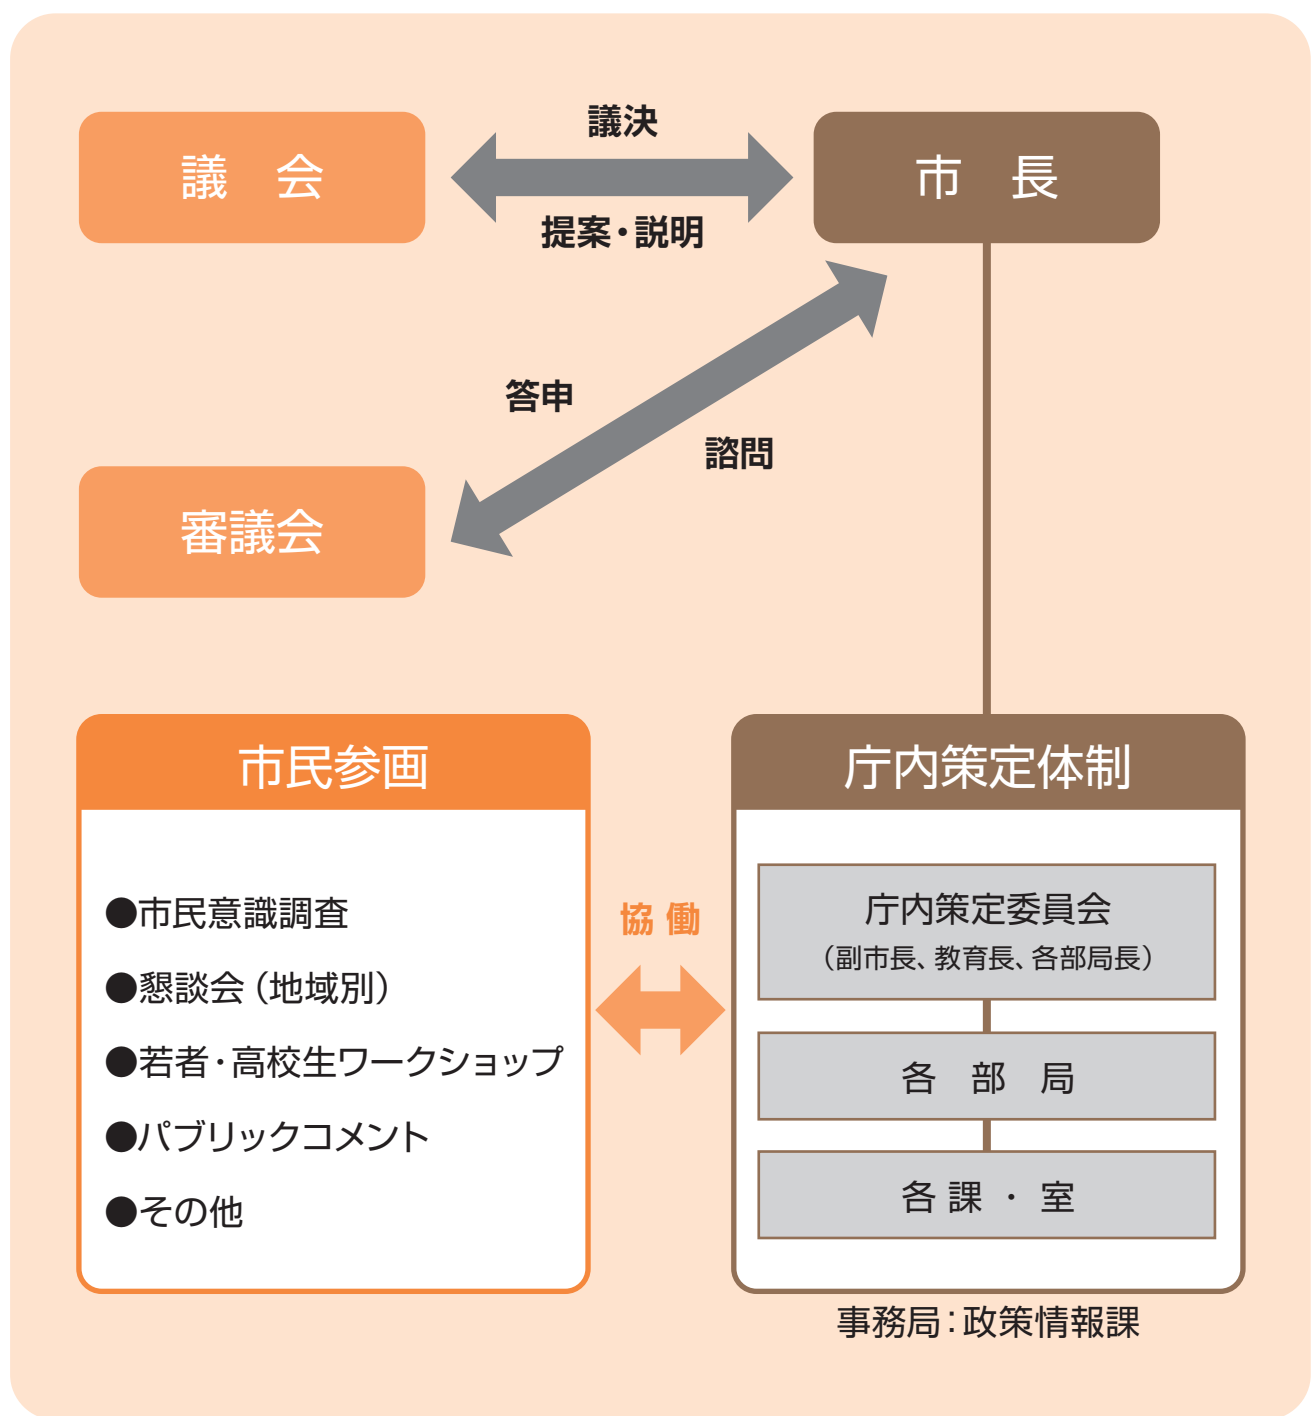 議　会
議決
提案・説明
市　長
答申
諮問
審議会
市民参画
●市民意識調査
●懇談会（地域別）
●若者・高校生ワークショップ
●パブリックコメント
●その他
協 働
庁内策定体制
庁内策定委員会
（副市長、教育長、各部局長）
各　部　局
各 課 ・ 室
事務局：政策情報課